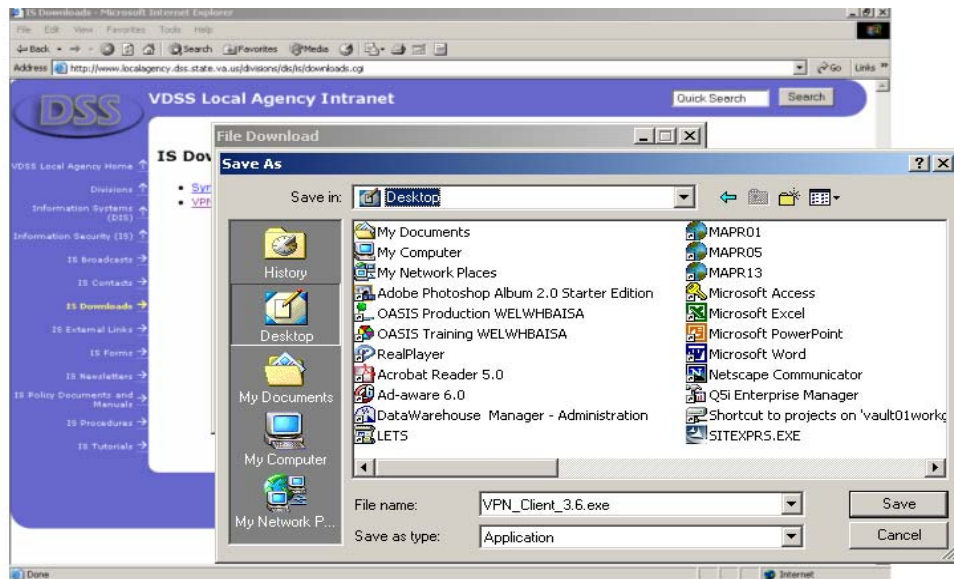 IS Downloads - Microsoft Internet Explorer
File Edit View Favorites Tools Help
Back Search Favorites Media
Address http://www.localagency.dss.state.va.us/divisions/dis/is/downloads.cgi Go Links »
DSS
VDSS Local Agency Intranet
Quick Search Search
VDSS Local Agency Home
Divisions
Information Systems (DIS)
Information Security (IS)
IS Broadcasts
IS Contacts
IS Downloads
IS External Links
IS Forms
IS Newsletters
IS Policy Documents and Manuals
IS Procedures
IS Tutorials
File Download
Save As
Save in: Desktop
History
Desktop
My Documents
My Computer
My Network P...
My Documents
My Computer
My Network Places
Adobe Photoshop Album 2.0 Starter Edition
OASIS Production WELWHBAISA
OASIS Training WELWHBAISA
RealPlayer
Acrobat Reader 5.0
Ad-aware 6.0
DataWarehouse Manager - Administration
LETS
MAPR01
MAPR05
MAPR13
Microsoft Access
Microsoft Excel
Microsoft PowerPoint
Microsoft Word
Netscape Communicator
Q5i Enterprise Manager
Shortcut to projects on 'vault01workg
SITEXPRS.EXE
File name: VPN_Client_3.6.exe Save
Save as type: Application Cancel
Done Internet